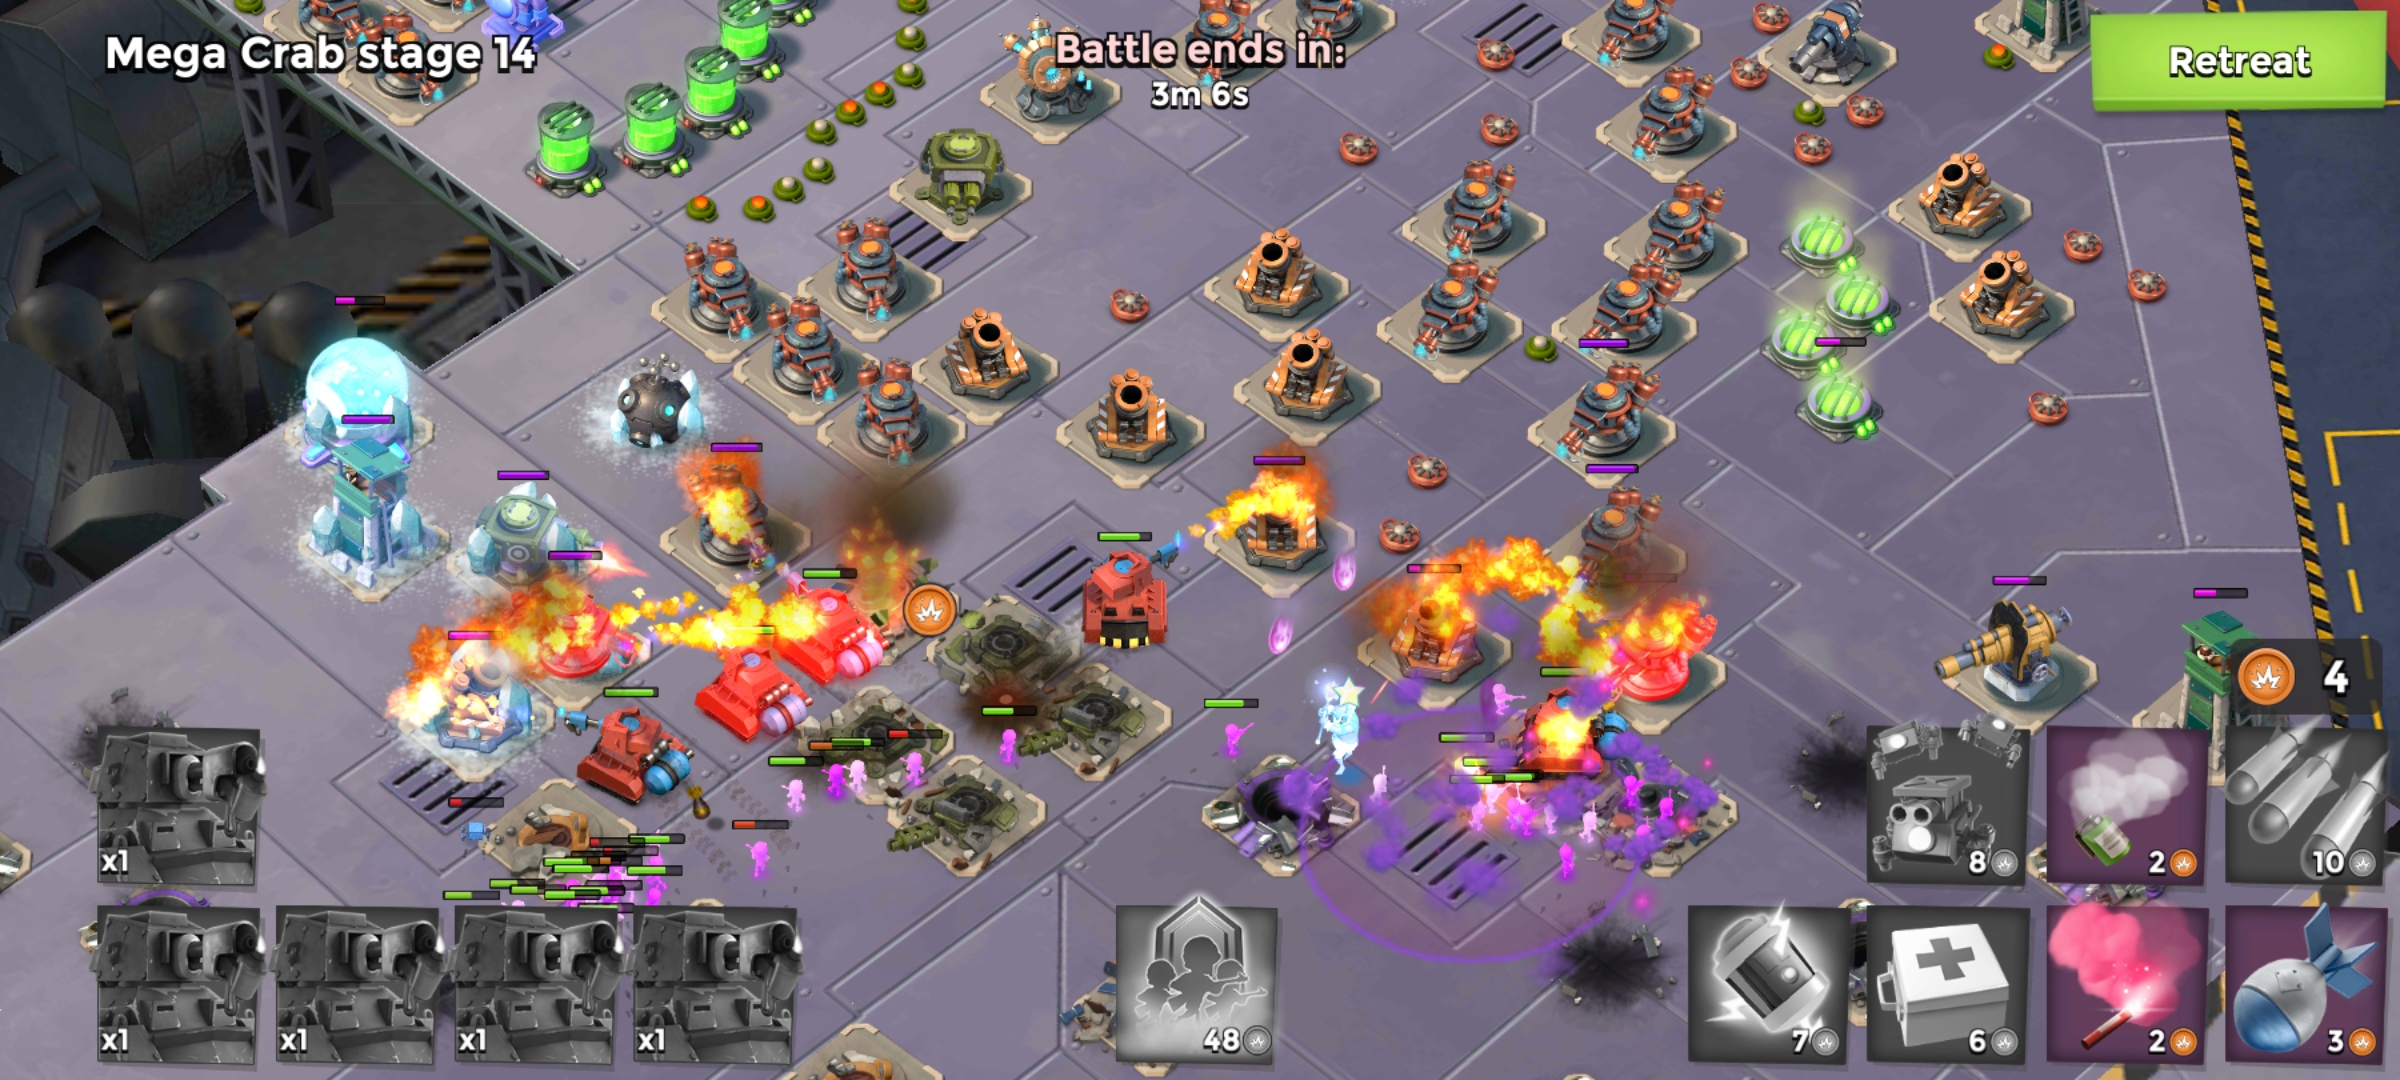 Mega Crab stage 14
Battle ends in:
3m 6s
Retreat
4
x1
8
2
10
x1
x1
x1
x1
48
7
6
2
3